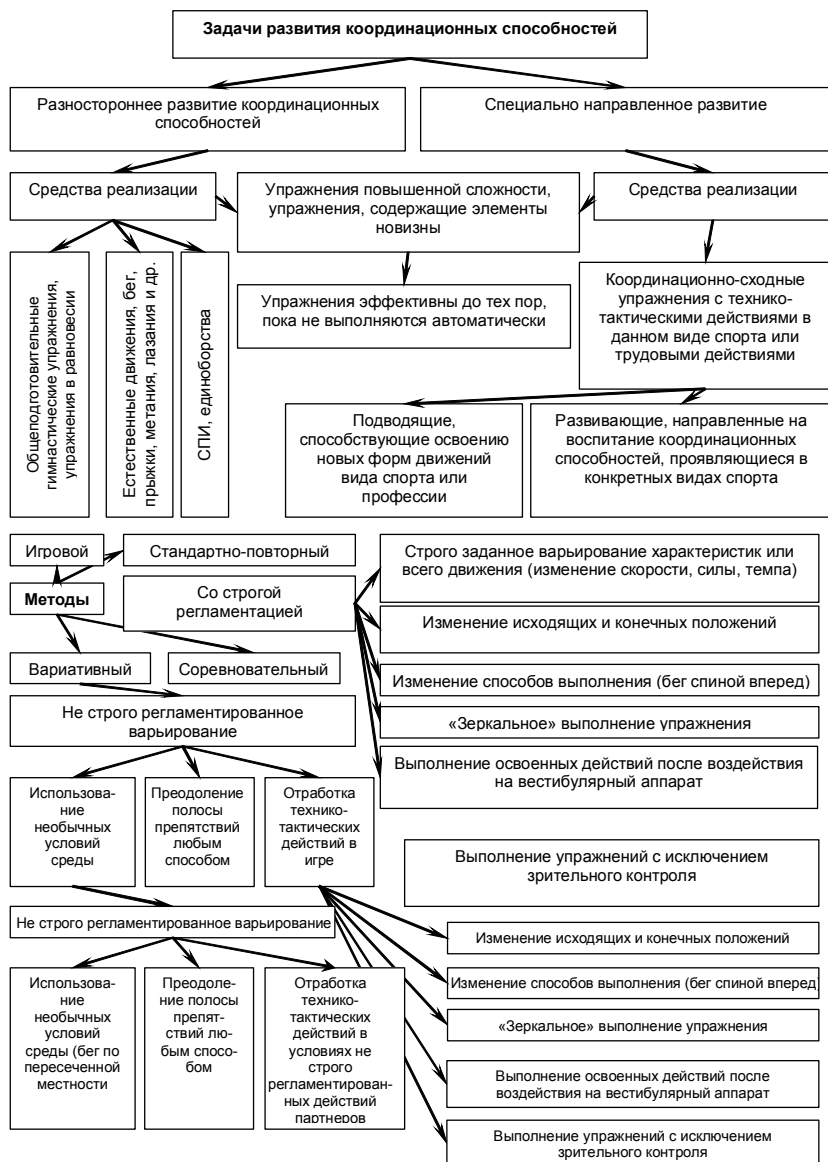 Задачи развития координационных способностей
Разностороннее развитие координационных
способностей
Специально направленное развитие
Средства реализации
Упражнения повышенной сложности,
упражнения, содержащие элементы
новизны
Средства реализации
Общеподготовительные
гимнастические упражнения,
упражнения в равновесии
Естественные движения, бег,
прыжки, метания, лазания и др.
СПИ, единоборства
Упражнения эффективны до тех пор,
пока не выполняются автоматически
Координационно-сходные
упражнения с технико-
тактическими действиями в
данном виде спорта или
трудовыми действиями
Подводящие,
способствующие освоению
новых форм движений
вида спорта или
профессии
Развивающие, направленные на
воспитание координационных
способностей, проявляющиеся в
конкретных видах спорта
Игровой
Стандартно-повторный
Методы
Со строгой
регламентацией
Вариативный
Соревновательный
Строго заданное варьирование характеристик или
всего движения (изменение скорости, силы, темпа)
Изменение исходящих и конечных положений
Изменение способов выполнения (бег спиной вперед)
«Зеркальное» выполнение упражнения
Выполнение освоенных действий после воздействия
на вестибулярный аппарат
Не строго регламентированное
варьирование
Использова-
ние
необычных
условий
среды
Преодоление
полосы
препятствий
любым
способом
Отработка
технико-
тактических
действий в
игре
Выполнение упражнений с исключением
зрительного контроля
Не строго регламентированное варьирование
Использова-
ние
необычных
условий
среды (бег по
пересеченной
местности
Преодоле-
ние полосы
препят-
ствий лю-
бым спосо-
бом
Отработка
технико-
тактических
действий в
условиях не
строго
регламентирован-
ных действий
партнеров
Изменение исходящих и конечных положений
Изменение способов выполнения (бег спиной вперед)
«Зеркальное» выполнение упражнения
Выполнение освоенных действий после
воздействия на вестибулярный аппарат
Выполнение упражнений с исключением
зрительного контроля